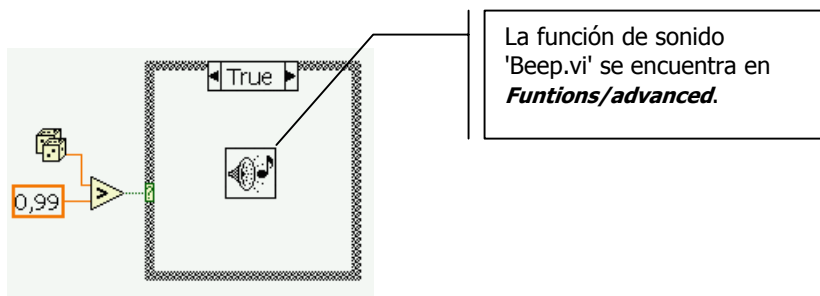 La función de sonido
'Beep.vi' se encuentra en
Funtions/advanced.
True
0,99
>
?